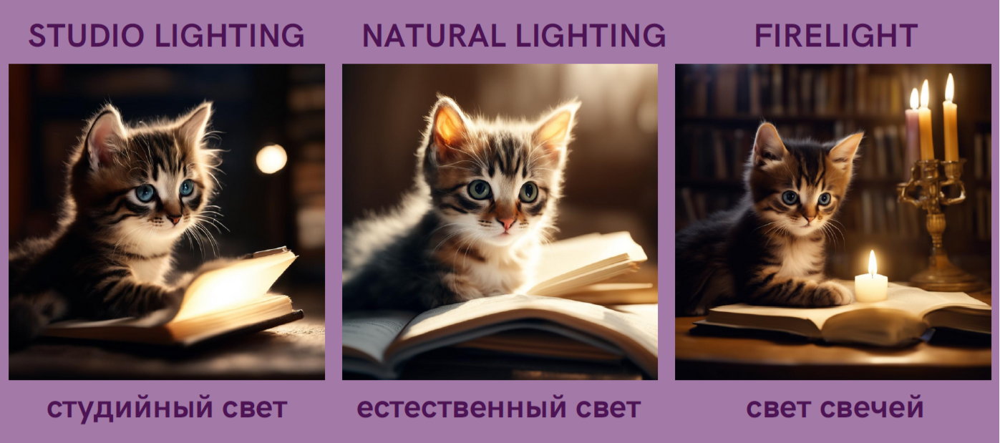 STUDIO LIGHTING
NATURAL LIGHTING
FIRELIGHT
студийный свет
естественный свет
свет свечей